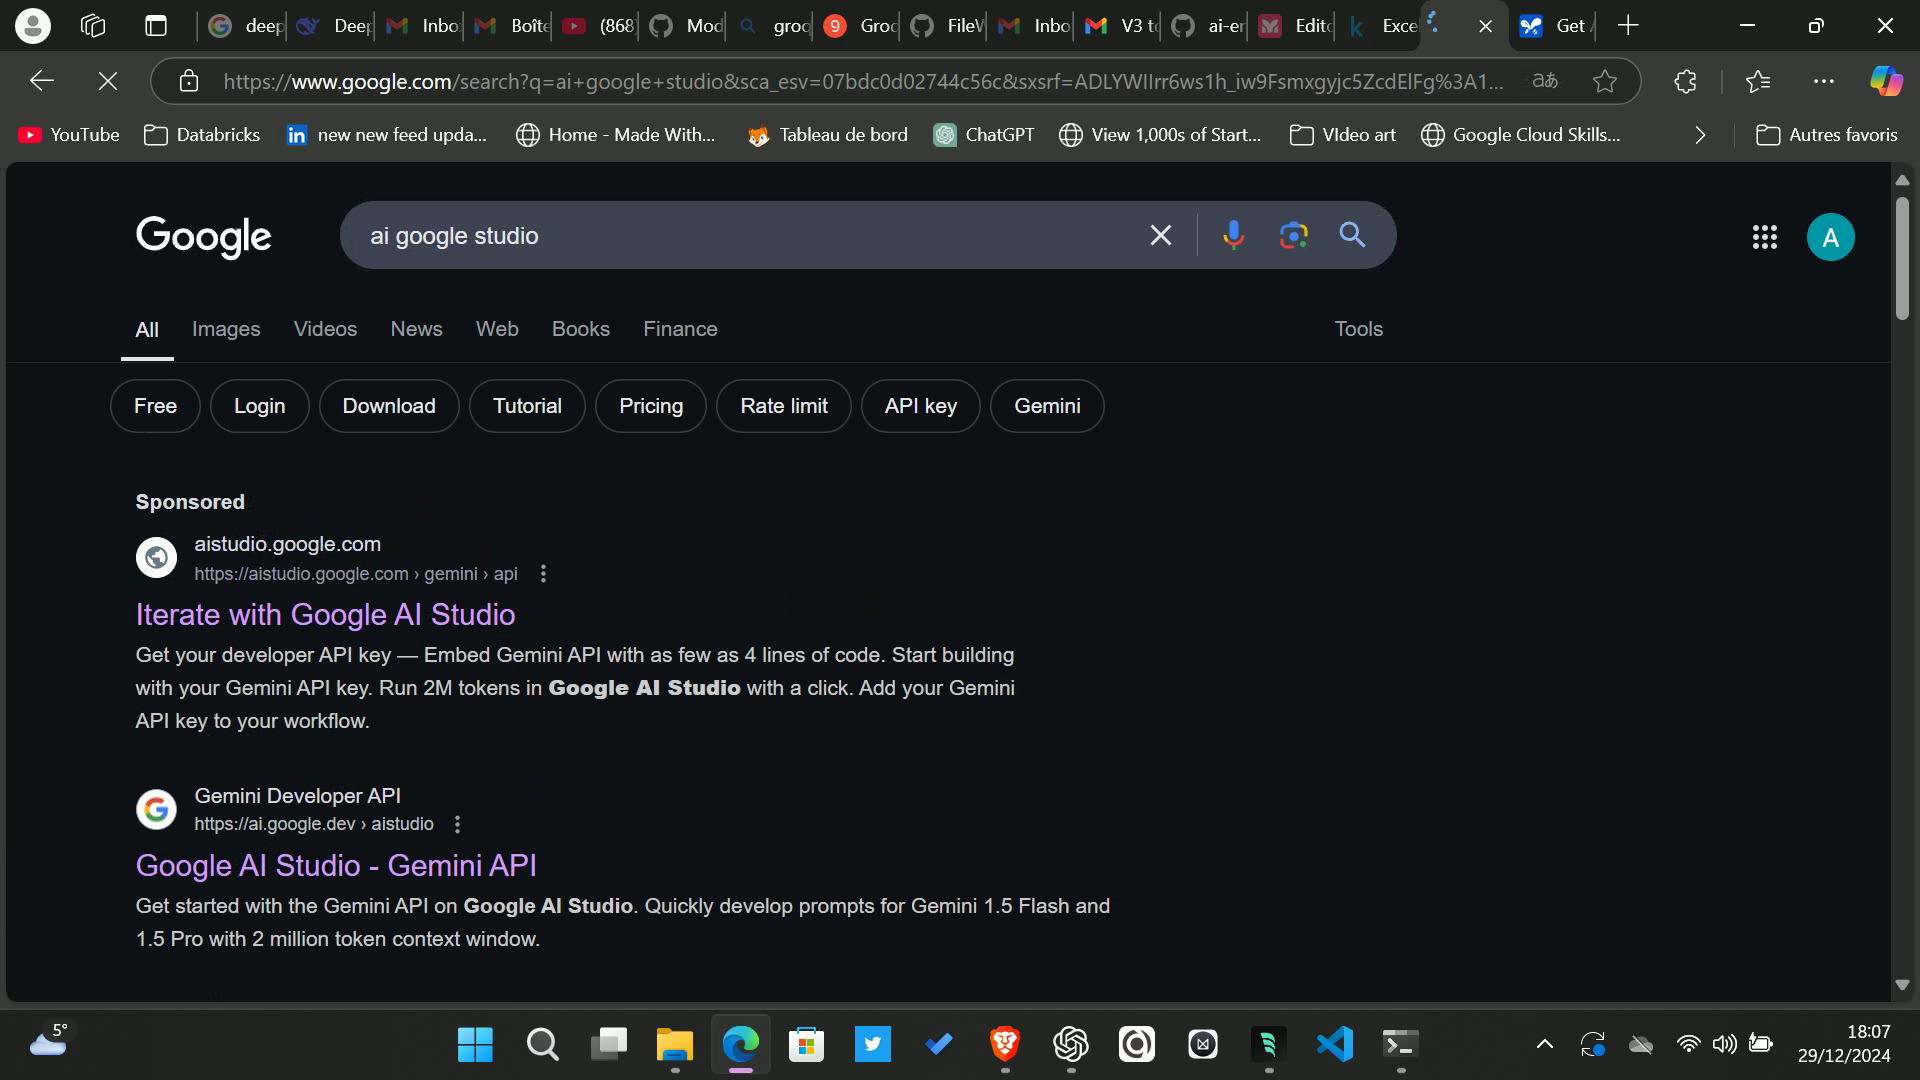 deep
Deep
Inbo
Boîte
(868
Mod
groq
Groq
FileV
Inbo
V3 to
ai-er
Edito
Exce
Get
https://www.google.com/search?q=ai+google+studio&sca_esv=07bdc0d02744c56c&sxsrf=ADLYWIIrr6ws1h_iw9Fsmxgyjc5ZcdElFg%3A1...
YouTube
Databricks
new new feed upda...
Home - Made With...
Tableau de bord
ChatGPT
View 1,000s of Start...
VIdeo art
Google Cloud Skills...
Autres favoris
Google
ai google studio
A
All Images Videos News Web Books Finance Tools
Free Login Download Tutorial Pricing Rate limit API key Gemini
Sponsored
aistudio.google.com
https://aistudio.google.com › gemini › api
Iterate with Google AI Studio
Get your developer API key — Embed Gemini API with as few as 4 lines of code. Start building
with your Gemini API key. Run 2M tokens in Google AI Studio with a click. Add your Gemini
API key to your workflow.
Gemini Developer API
https://ai.google.dev › aistudio
Google AI Studio - Gemini API
Get started with the Gemini API on Google AI Studio. Quickly develop prompts for Gemini 1.5 Flash and
1.5 Pro with 2 million token context window.
5°
18:07
29/12/2024